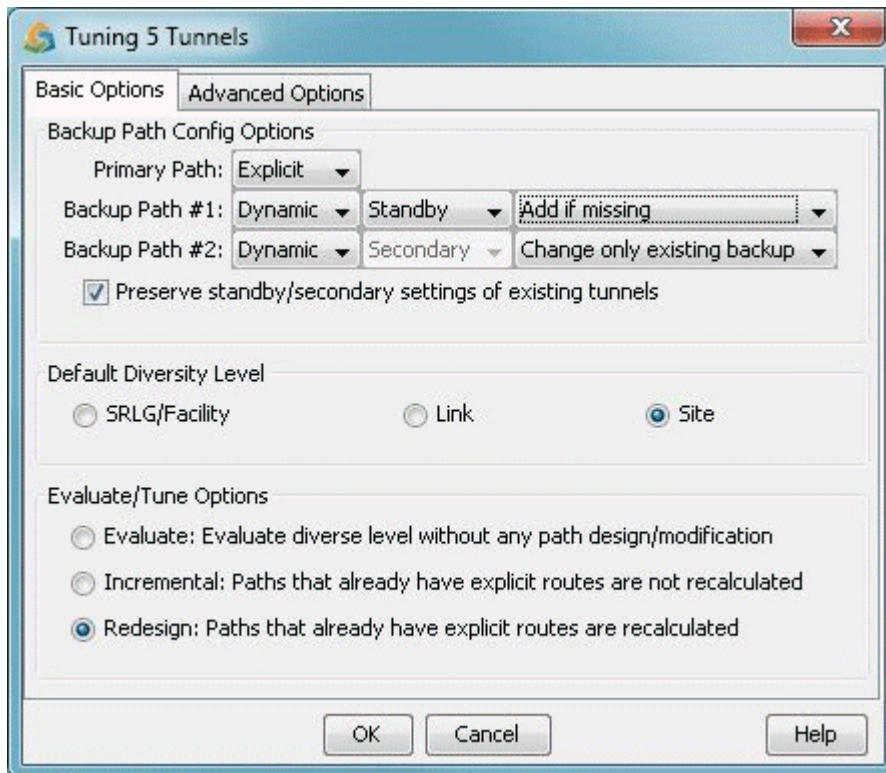 Tuning 5 Tunnels
Basic Options Advanced Options
Backup Path Config Options
Primary Path: Explicit
Backup Path #1: Dynamic Standby Add if missing
Backup Path #2: Dynamic Secondary Change only existing backup
Preserve standby/secondary settings of existing tunnels
Default Diversity Level
SRLG/Facility Link Site
Evaluate/Tune Options
Evaluate: Evaluate diverse level without any path design/modification
Incremental: Paths that already have explicit routes are not recalculated
Redesign: Paths that already have explicit routes are recalculated
OK Cancel Help